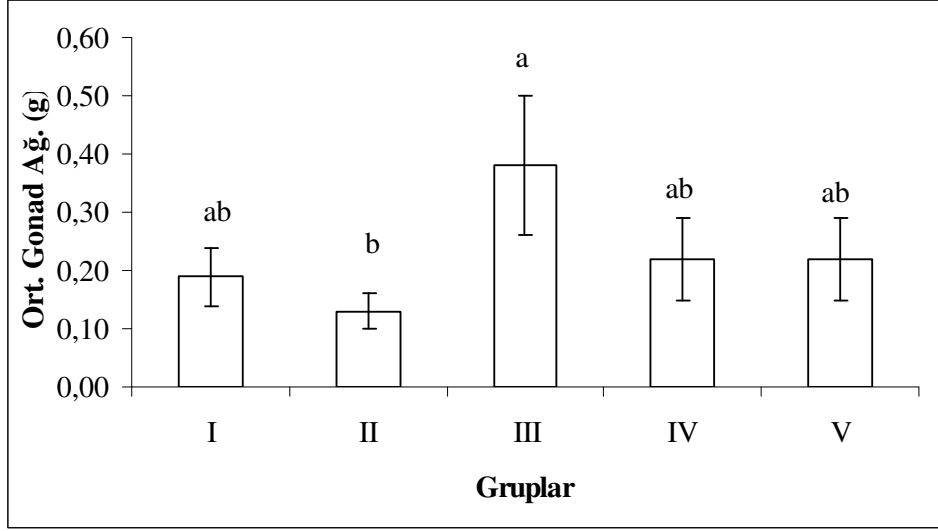 Ort. Gonad Ağ. (g)
0,60
0,50
0,40
0,30
0,20
0,10
0,00
ab
b
a
ab
ab
I II III IV V
Gruplar